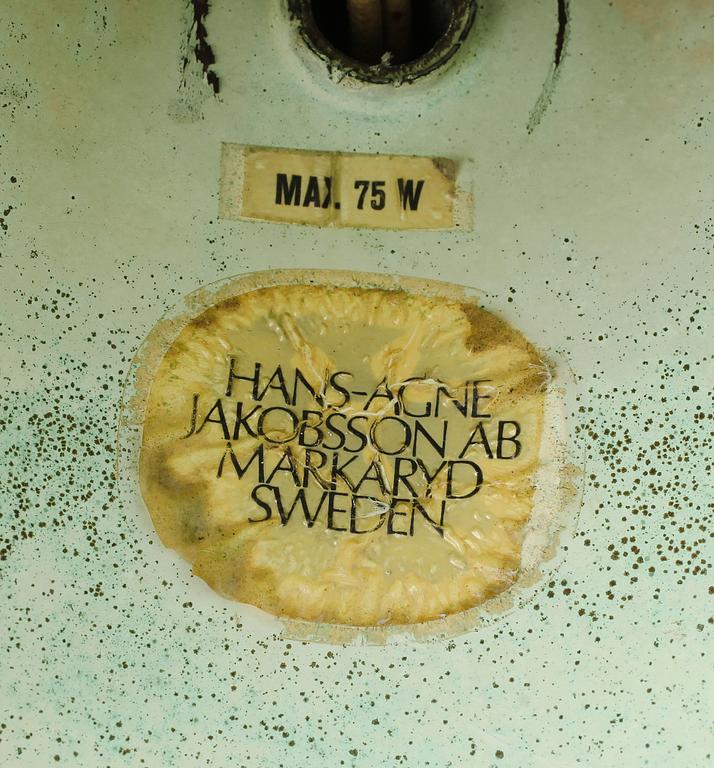 MAX. 75 W
HANS-AGNE
JAKOBSSON AB
MARKARYD
SWEDEN